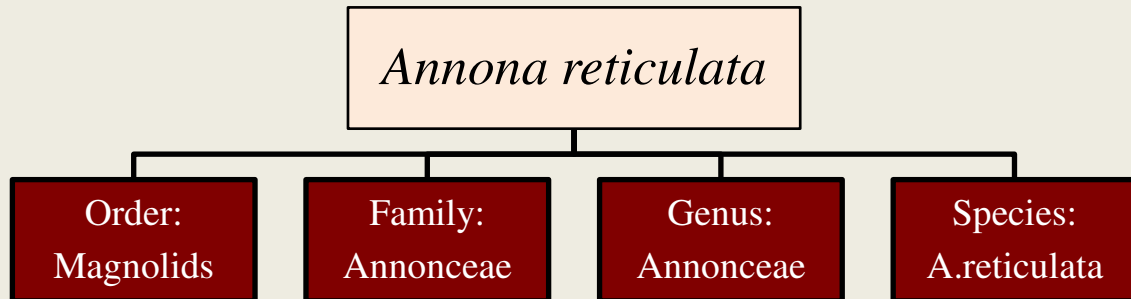 Annona reticulata
Order:
Magnolids
Family:
Annonceae
Genus:
Annonceae
Species:
A.reticulata